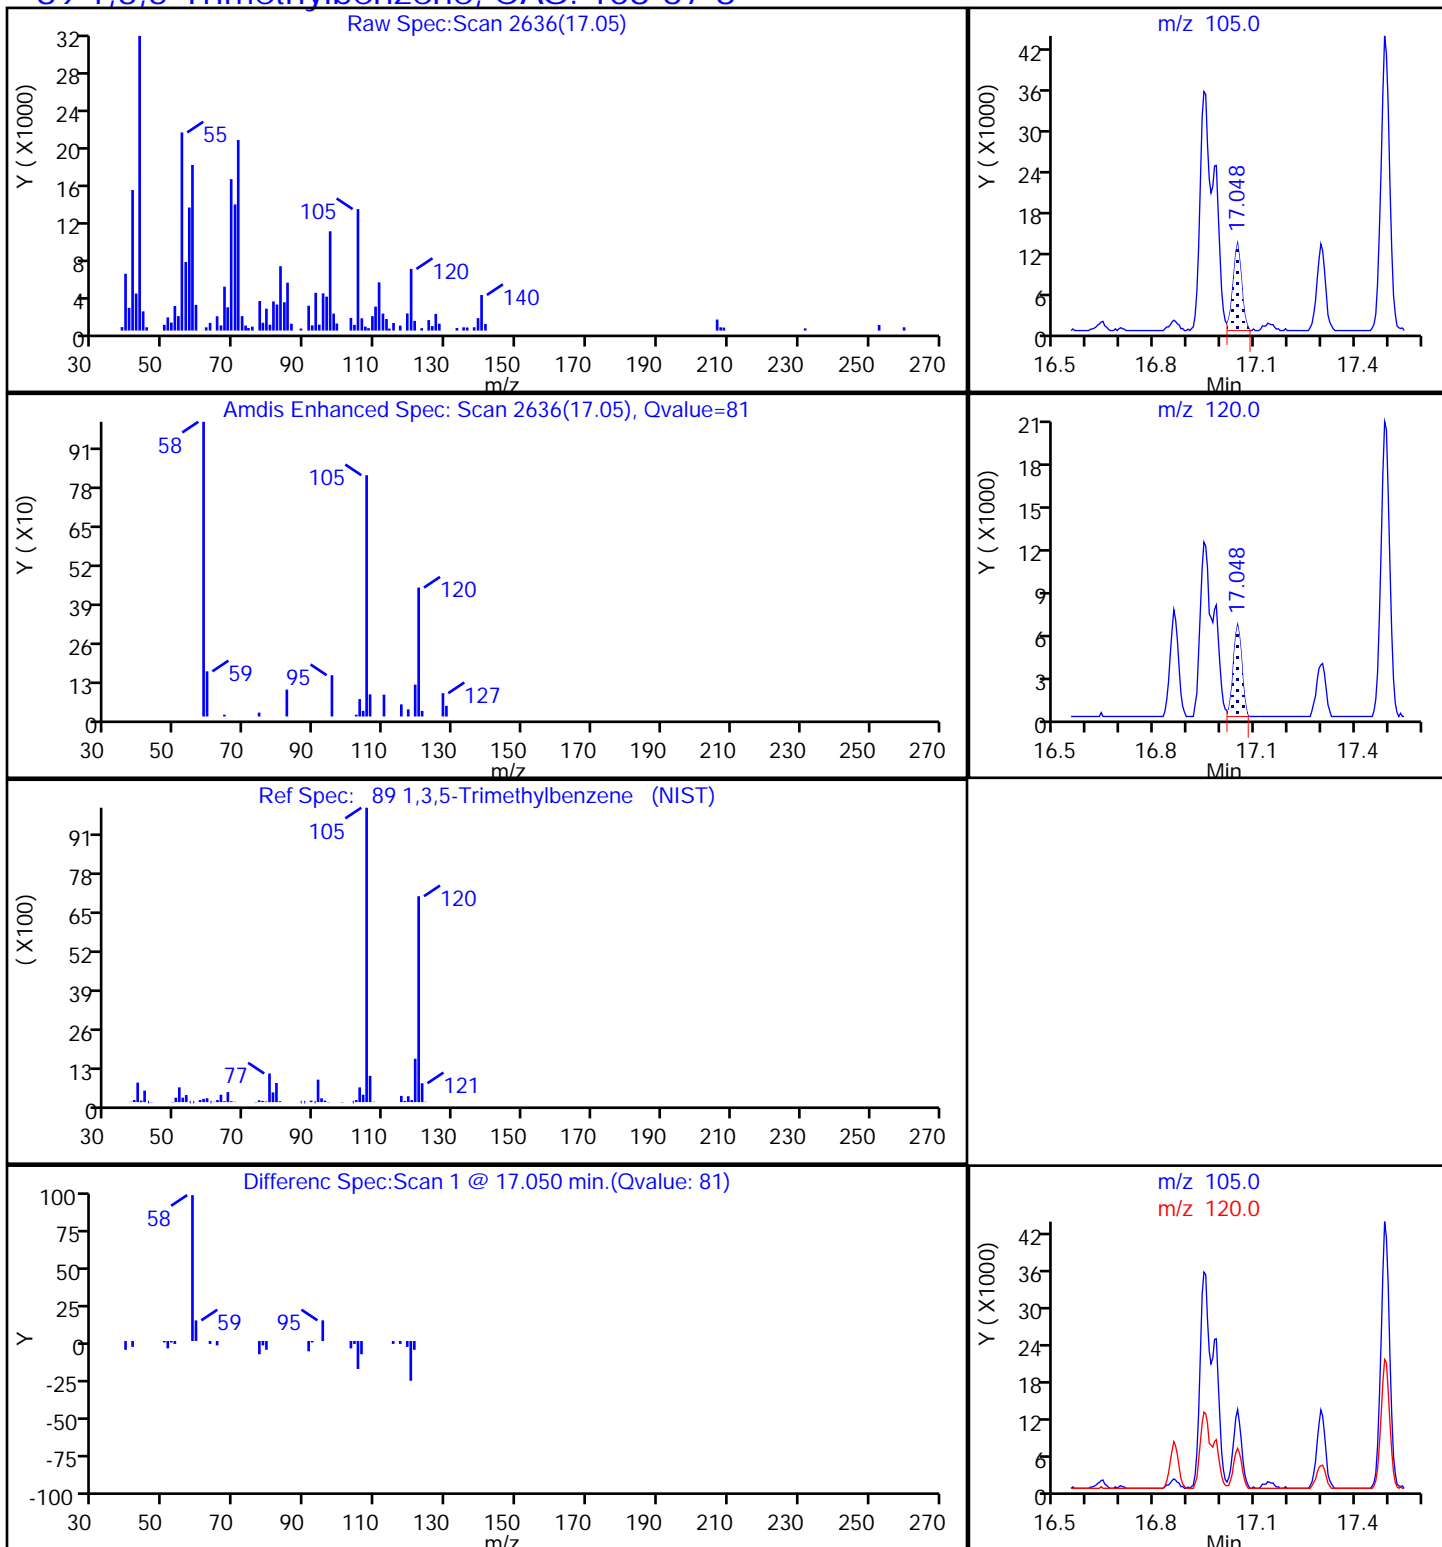 89 1,3,5-Trimethylbenzene, CAS: 108-67-8
Raw Spec:Scan 2636(17.05)
Y ( X1000)
32
28
24
20
16
12
8
4
0
55
105
120
140
30 50 70 90 110 130 150 170 190 210 230 250 270
m/z
m/z 105.0
Y ( X1000)
42
36
30
24
18
12
6
0
17.048
16.5 16.8 17.1 17.4
Min
Amdis Enhanced Spec: Scan 2636(17.05), Qvalue=81
Y ( X10)
91
78
65
52
39
26
13
0
58
59
95
105
120
127
30 50 70 90 110 130 150 170 190 210 230 250 270
m/z
m/z 120.0
Y ( X1000)
21
18
15
12
9
6
3
0
17.048
16.5 16.8 17.1 17.4
Min
Ref Spec: 89 1,3,5-Trimethylbenzene (NIST)
( X100)
91
78
65
52
39
26
13
0
77
105
120
121
30 50 70 90 110 130 150 170 190 210 230 250 270
Differenc Spec:Scan 1 @ 17.050 min.(Qvalue: 81)
Y
100
75
50
25
0
-25
-50
-75
-100
58
59
95
30 50 70 90 110 130 150 170 190 210 230 250 270
m/z
m/z 105.0
m/z 120.0
Y ( X1000)
42
36
30
24
18
12
6
0
16.5 16.8 17.1 17.4
Min